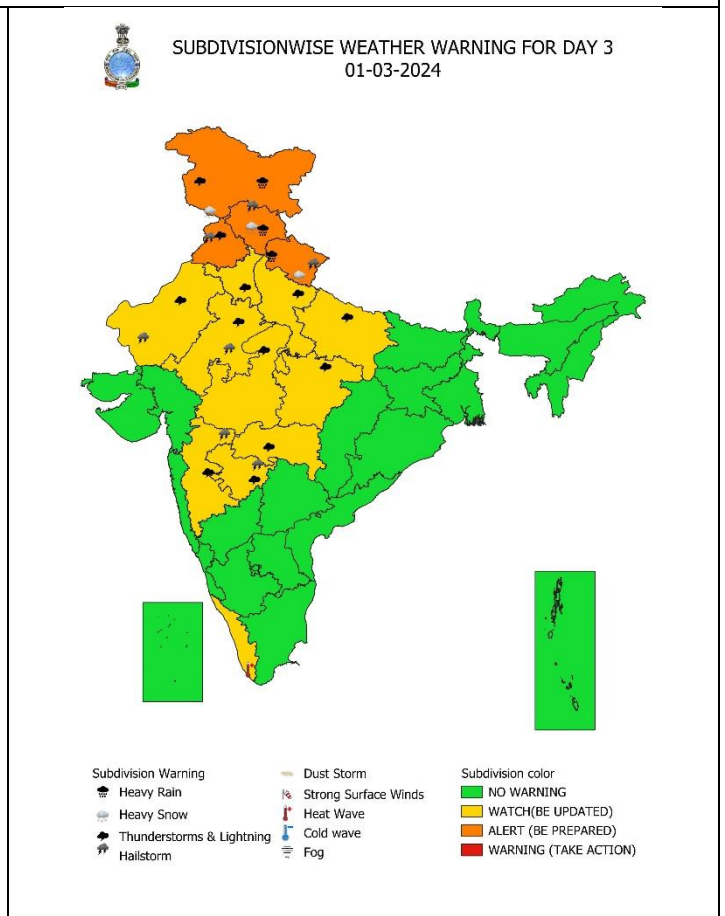 SUBDIVISIONWISE WEATHER WARNING FOR DAY 3
01-03-2024
Subdivision Warning
Heavy Rain
Heavy Snow
Thunderstorms & Lightning
Hailstorm
Dust Storm
Strong Surface Winds
Heat Wave
Cold wave
Fog
Subdivision color
NO WARNING
WATCH(BE UPDATED)
ALERT (BE PREPARED)
WARNING (TAKE ACTION)